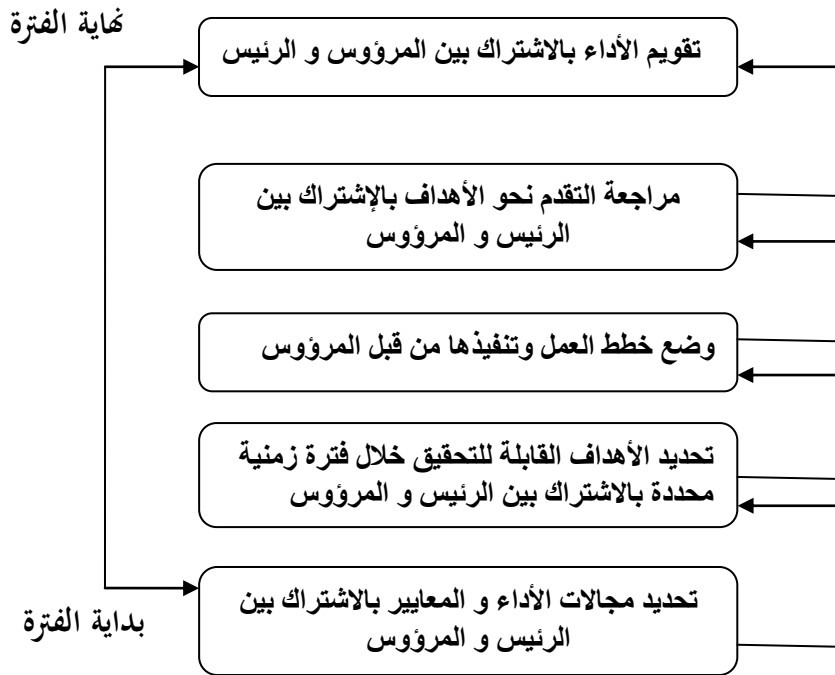 نهاية الفترة
تقويم الأداء بالاشتراك بين المرؤوس و الرئيس
مراجعة التقدم نحو الأهداف بالإشتراك بين
الرئيس و المرؤوس
وضع خطط العمل وتنفيذها من قبل المرؤوس
تحديد الأهداف القابلة للتحقيق خلال فترة زمنية
محددة بالاشتراك بين الرئيس و المرؤوس
تحديد مجالات الأداء و المعايير بالاشتراك بين
الرئيس و المرؤوس
بداية الفترة